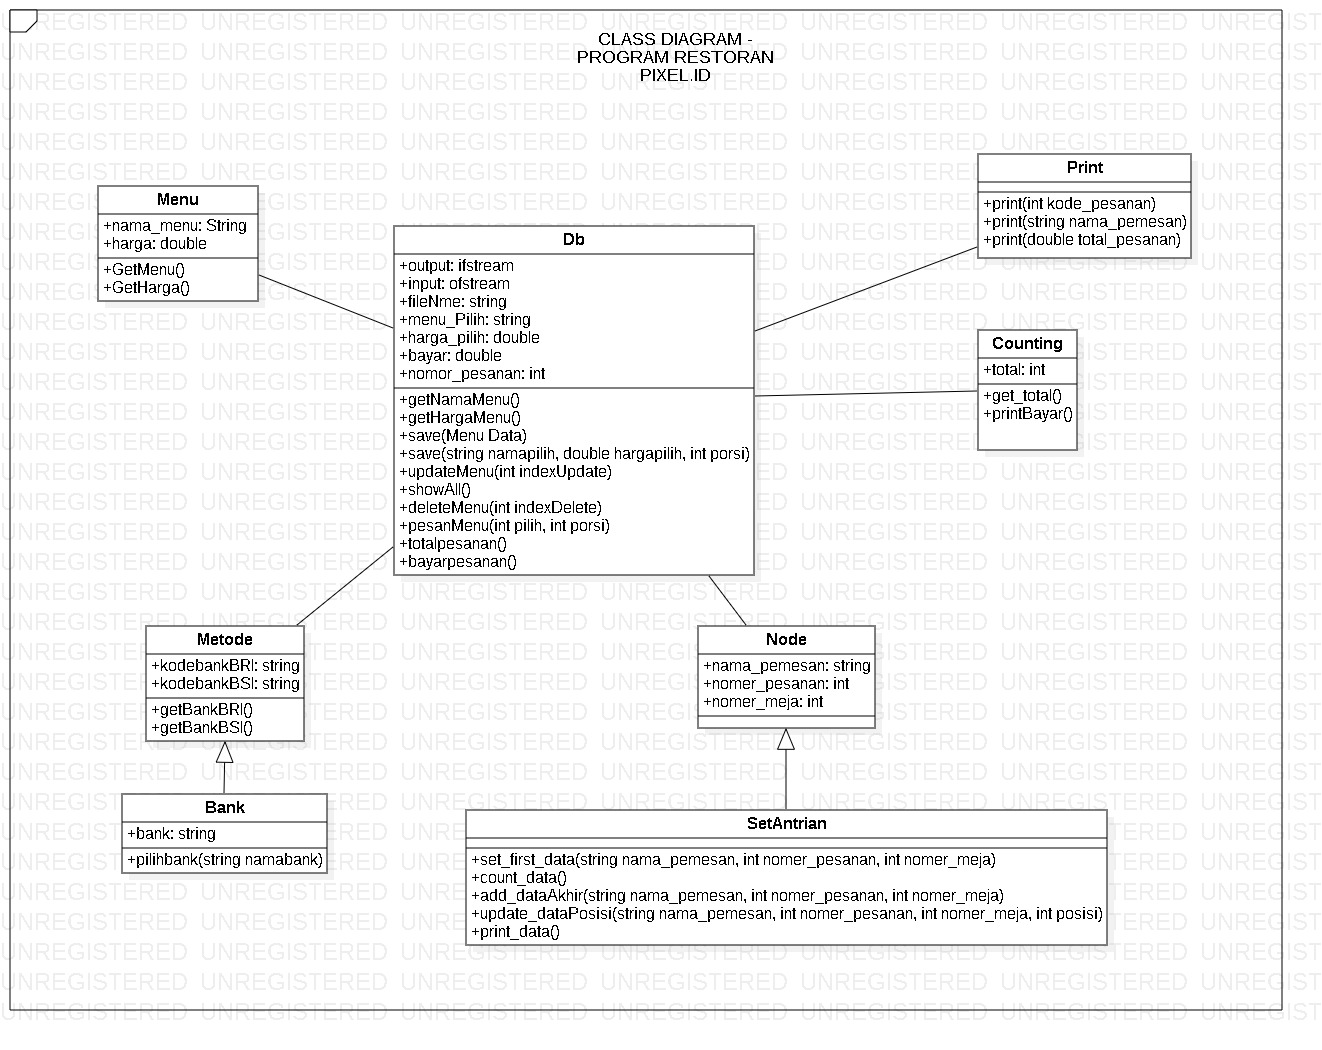 CLASS DIAGRAM -
PROGRAM RESTORAN
PIXEL.ID
Menu
+nama_menu: String
+harga: double
+GetMenu()
+GetHarga()
Db
+output: ifstream
+input: ofstream
+fileNme: string
+menu_Pilih: string
+harga_pilih: double
+bayar: double
+nomor_pesanan: int
+getNamaMenu()
+getHargaMenu()
+save(Menu Data)
+save(string namapilih, double hargapilih, int porsi)
+updateMenu(int indexUpdate)
+showAll()
+deleteMenu(int indexDelete)
+pesanMenu(int pilih, int porsi)
+totalpesanan()
+bayarpesanan()
Print
+print(int kode_pesanan)
+print(string nama_pemesan)
+print(double total_pesanan)
Counting
+total: int
+get_total()
+printBayar()
Metode
+kodebankBRI: string
+kodebankBSI: string
+getBankBRI()
+getBankBSI()
Node
+nama_pemesan: string
+nomer_pesanan: int
+nomer_meja: int
Bank
+bank: string
+pilihbank(string namabank)
SetAntrian
+set_first_data(string nama_pemesan, int nomer_pesanan, int nomer_meja)
+count_data()
+add_dataAkhir(string nama_pemesan, int nomer_pesanan, int nomer_meja)
+update_dataPosisi(string nama_pemesan, int nomer_pesanan, int nomer_meja, int posisi)
+print_data()
UNREGISTERED